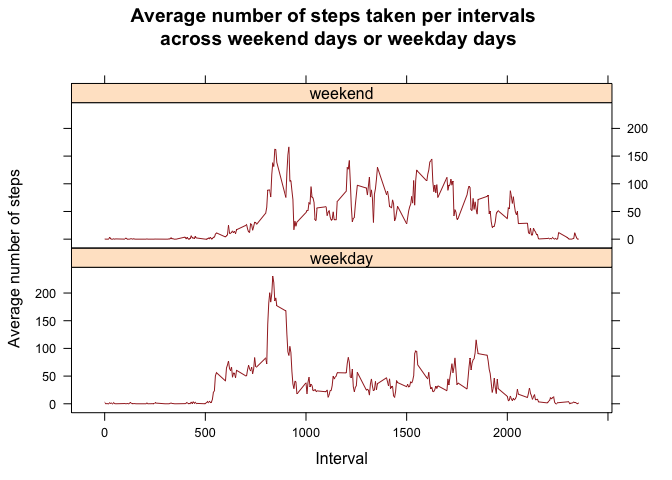 Average number of steps taken per intervals
across weekend days or weekday days
weekend
200
150
100
50
0
weekday
200
150
100
50
0
Average number of steps
0 500 1000 1500 2000
Interval